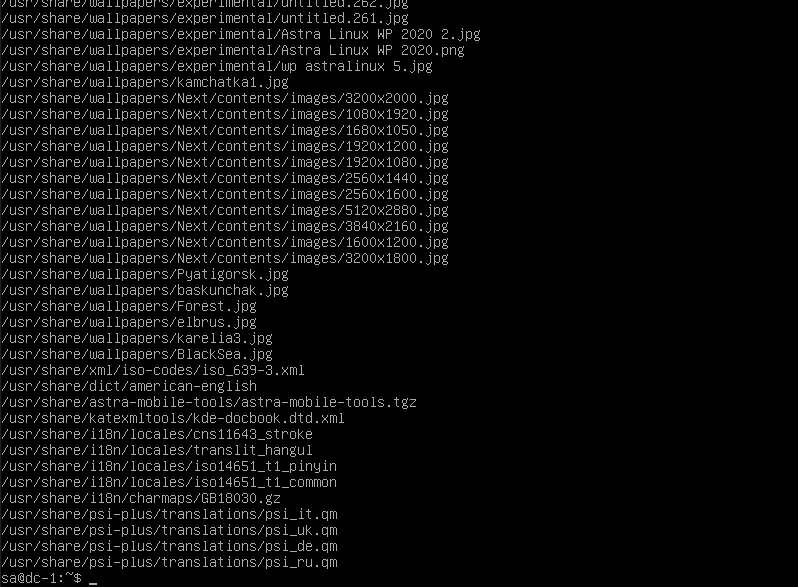 /usr/share/wallpapers/experimental/untitled.262.jpg
/usr/share/wallpapers/experimental/untitled.261.jpg
/usr/share/wallpapers/experimental/Astra Linux WP 2020 2.jpg
/usr/share/wallpapers/experimental/Astra Linux WP 2020.png
/usr/share/wallpapers/experimental/wp astralinux 5.jpg
/usr/share/wallpapers/kamchatka1.jpg
/usr/share/wallpapers/Next/contents/images/3200x2000.jpg
/usr/share/wallpapers/Next/contents/images/1080x1920.jpg
/usr/share/wallpapers/Next/contents/images/1680x1050.jpg
/usr/share/wallpapers/Next/contents/images/1920x1200.jpg
/usr/share/wallpapers/Next/contents/images/1920x1080.jpg
/usr/share/wallpapers/Next/contents/images/2560x1440.jpg
/usr/share/wallpapers/Next/contents/images/2560x1600.jpg
/usr/share/wallpapers/Next/contents/images/5120x2880.jpg
/usr/share/wallpapers/Next/contents/images/3840x2160.jpg
/usr/share/wallpapers/Next/contents/images/1600x1200.jpg
/usr/share/wallpapers/Next/contents/images/3200x1800.jpg
/usr/share/wallpapers/Pyatigorsk.jpg
/usr/share/wallpapers/baskunchak.jpg
/usr/share/wallpapers/Forest.jpg
/usr/share/wallpapers/elbrus.jpg
/usr/share/wallpapers/karelia3.jpg
/usr/share/wallpapers/BlackSea.jpg
/usr/share/xml/iso-codes/iso_639-3.xml
/usr/share/dict/american-english
/usr/share/astra-mobile-tools/astra-mobile-tools.tgz
/usr/share/katexmltools/kde-docbook.dtd.xml
/usr/share/i18n/locales/cns11643_stroke
/usr/share/i18n/locales/translit_hangul
/usr/share/i18n/locales/iso14651_t1_pinyin
/usr/share/i18n/locales/iso14651_t1_common
/usr/share/i18n/charmaps/GB18030.gz
/usr/share/psi-plus/translations/psi_it.qm
/usr/share/psi-plus/translations/psi_uk.qm
/usr/share/psi-plus/translations/psi_de.qm
/usr/share/psi-plus/translations/psi_ru.qm
sa@dc-1:~$ _